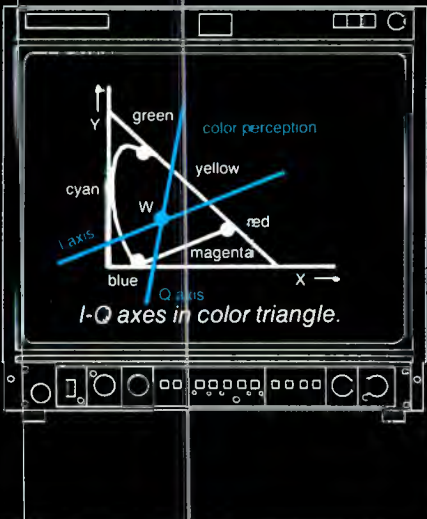 green
Y
color perception
yellow
cyan
W
red
I axis
magenta
blue
X
Q axis
I-Q axes in color triangle.